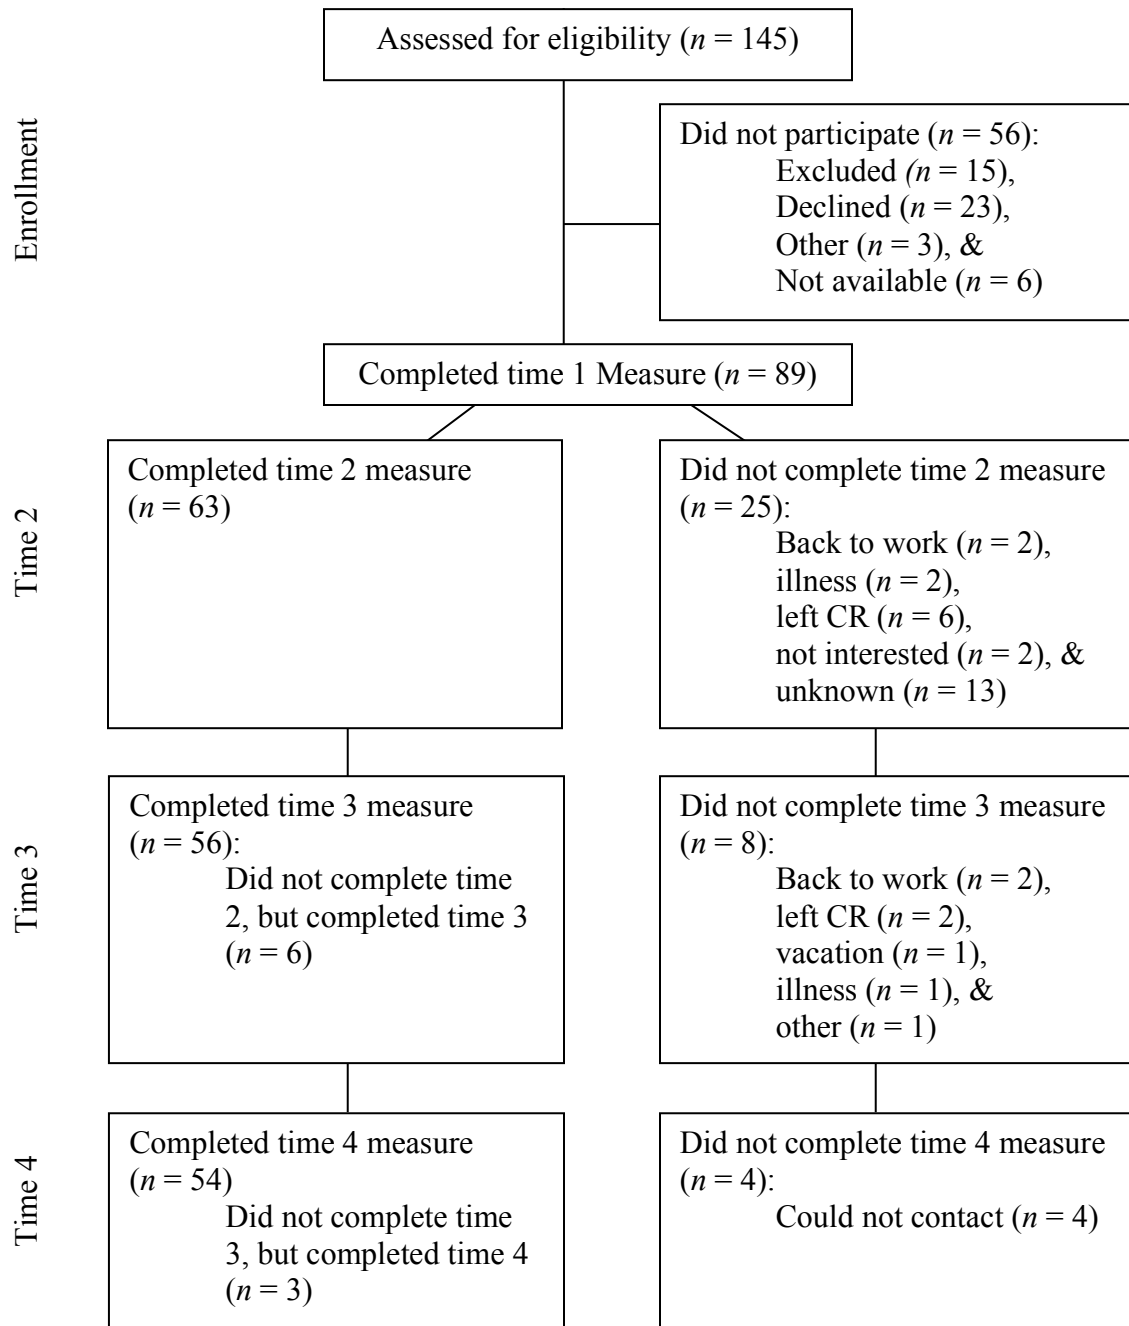 Assessed for eligibility (n = 145)
Enrollment
Did not participate (n = 56):
Excluded (n = 15),
Declined (n = 23),
Other (n = 3), &
Not available (n = 6)
Completed time 1 Measure (n = 89)
Time 2
Completed time 2 measure
(n = 63)
Did not complete time 2 measure
(n = 25):
Back to work (n = 2),
illness (n = 2),
left CR (n = 6),
not interested (n = 2), &
unknown (n = 13)
Time 3
Completed time 3 measure
(n = 56):
Did not complete time
2, but completed time 3
(n = 6)
Did not complete time 3 measure
(n = 8):
Back to work (n = 2),
left CR (n = 2),
vacation (n = 1),
illness (n = 1), &
other (n = 1)
Time 4
Completed time 4 measure
(n = 54)
Did not complete time
3, but completed time 4
(n = 3)
Did not complete time 4 measure
(n = 4):
Could not contact (n = 4)